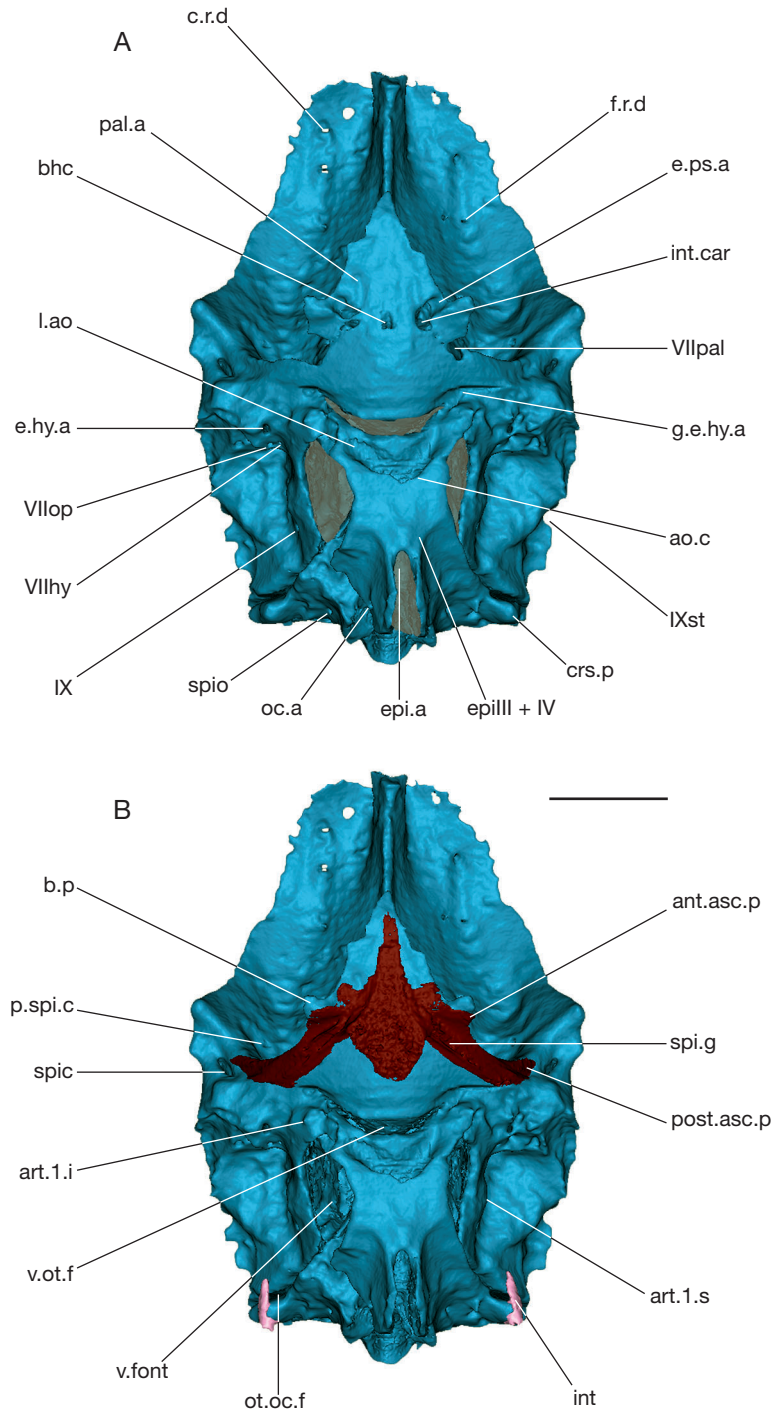 c.r.d
A
f.r.d
pal.a
e.ps.a
bhc
int.car
l.ao
VIIpal
e.hy.a
g.e.hy.a
VIIop
ao.c
VIIhy
IXst
IX
spio
oc.a
epi.a
epiIII + IV
crs.p
B
b.p
ant.asc.p
p.spi.c
spi.g
spic
post.asc.p
art.1.i
v.ot.f
art.1.s
v.font
ot.oc.f
int